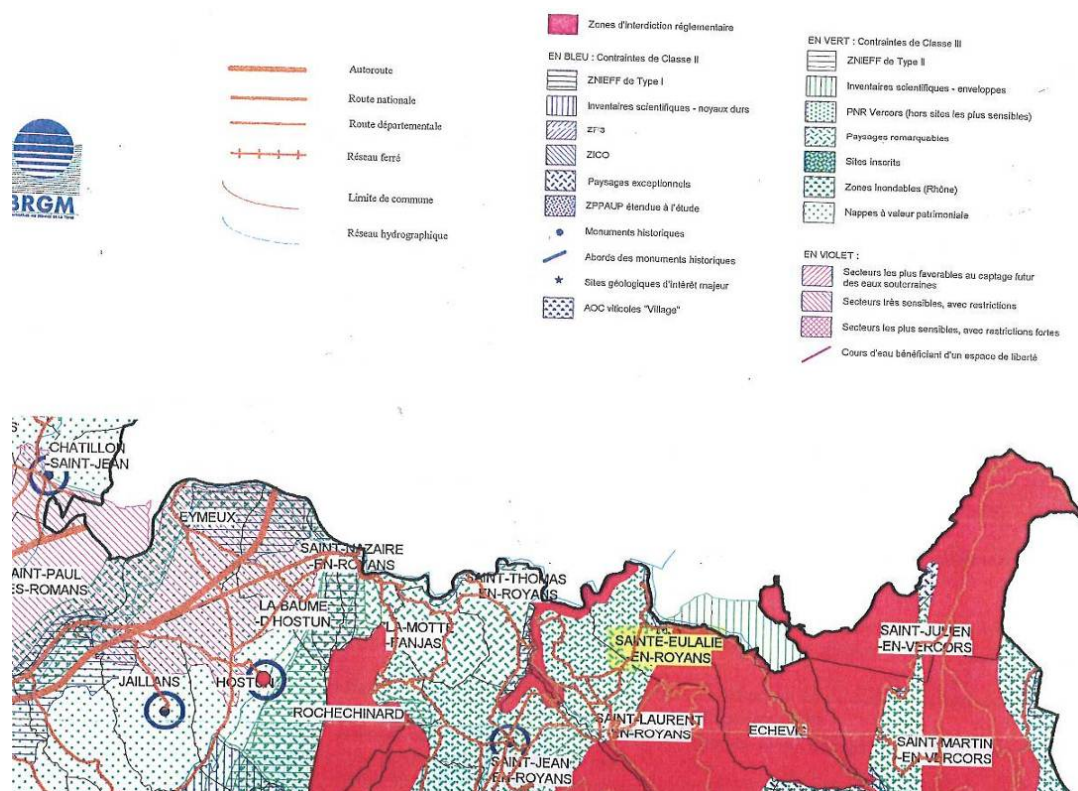 BRGM
Autoroute
Route nationale
Route départementale
Réseau ferré
Limite de commune
Réseau hydrographique
Zones d'interdiction réglementaire
EN BLEU : Contraintes de Classe II
ZNIEFF de Type I
Inventaires scientifiques - noyaux durs
ZPS
ZICO
Paysages exceptionnels
ZPPAUP étendue à l'étude
Monuments historiques
Abords des monuments historiques
Sites géologiques d'intérêt majeur
AOC viticoles "Village"
EN VERT : Contraintes de Classe III
ZNIEFF de Type II
Inventaires scientifiques - enveloppes
PNR Vercors (hors sites les plus sensibles)
Paysages remarquables
Sites inscrits
Zones inondables (Rhône)
Nappes à valeur patrimoniale
EN VIOLET :
Secteurs les plus favorables au captage futur
des eaux souterraines
Secteurs très sensibles, avec restrictions
Secteurs les plus sensibles, avec restrictions fortes
Cours d'eau bénéficiant d'un espace de liberté
CHATILLON
-SAINT-JEAN
EYMEUX
SAINT-NAZAIRE
-EN-ROYANS
SAINT-THOMAS
EN-ROYANS
AINT-PAUL
ES-ROMANS
LA BAUME
-D'HOSTUN
LA-MOTTE
-FANJAS
SAINTE-EULALIE
-EN-ROYANS
SAINT-JULIEN
-EN-VERCORS
JAILLANS
HOSTUN
ROCHECHINARD
SAINT-LAURENT
EN-ROYANS
ECHEVIS
SAINT-MARTIN
-EN VERCORS
SAINT-JEAN
EN-ROYANS